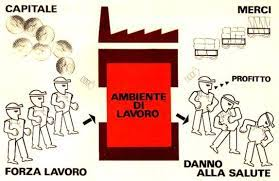 CAPITALE
MERCI
PROFITTO
AMBIENTE
DI
LAVORO
FORZA LAVORO
DANNO
ALLA SALUTE